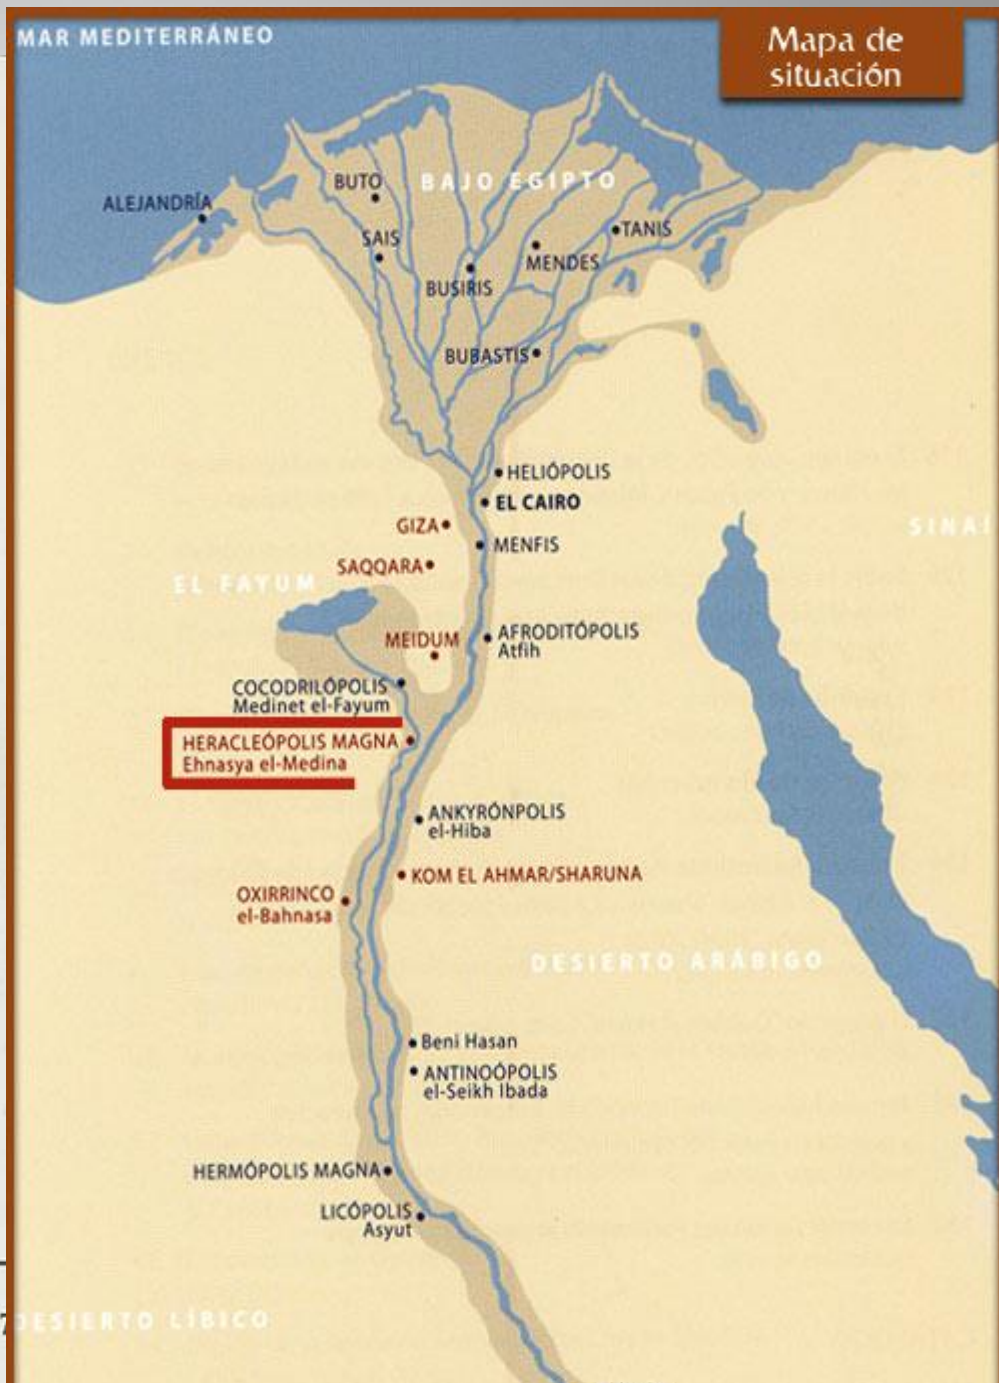 MAR MEDITERRÁNEO
Mapa de
situación
BUTO
BAJO EGIPTO
ALEJANDRÍA
TANIS
SAIS
MENDES
BUSIRIS
BUBASTIS
HELIÓPOLIS
EL CAIRO
GIZA
SINAÍ
MENFIS
SAQQARA
EL FAYUM
AFRODITÓPOLIS
Atfih
MEIDUM
COCODRILÓPOLIS
Medinet el-Fayum
HERACLEÓPOLIS MAGNA
Ehnasya el-Medina
ANKYRÓNPOLIS
el-Hiba
KOM EL AHMAR/SHARUNA
OXIRRINCO
el-Bahnasa
DESIERTO ARÁBIGO
Beni Hasan
ANTINOÓPOLIS
el-Seikh Ibada
HERMÓPOLIS MAGNA
LICÓPOLIS
Asyut
DESIERTO LÍBICO